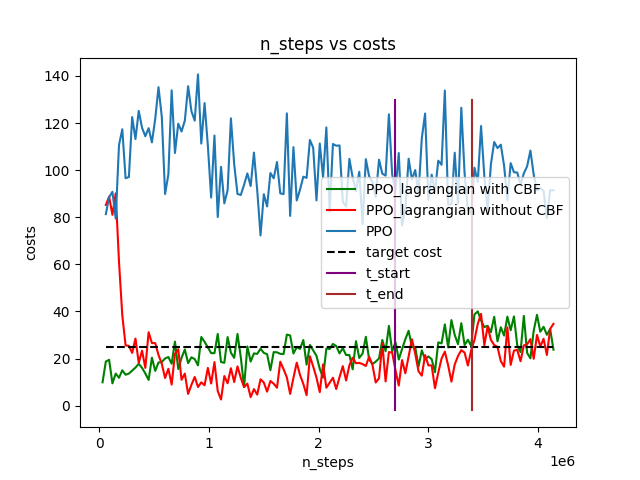 n_steps vs costs
140
120
100
80
60
40
20
0
costs
PPO_lagrangian with CBF
PPO_lagrangian without CBF
PPO
target cost
t_start
t_end
0
1
2
3
4
1e6
n_steps